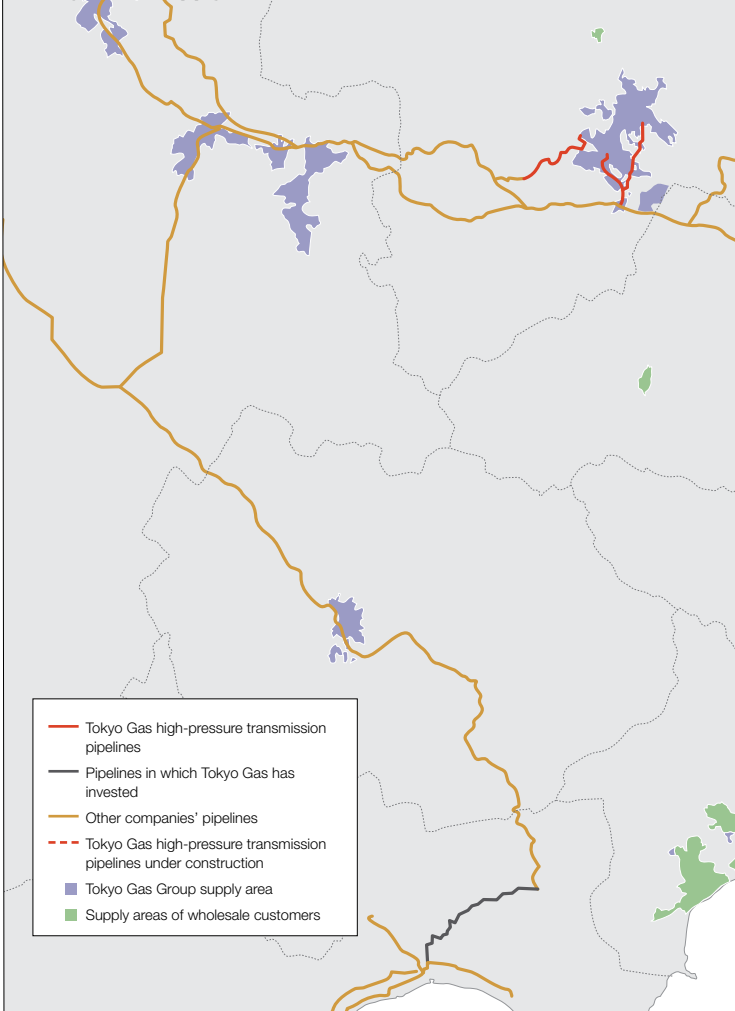 Tokyo Gas high-pressure transmission
pipelines
Pipelines in which Tokyo Gas has
invested
Other companies’ pipelines
Tokyo Gas high-pressure transmission
pipelines under construction
Tokyo Gas Group supply area
Supply areas of wholesale customers